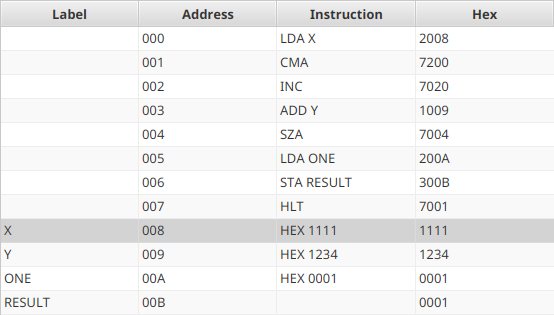 Label Address Instruction Hex
000 LDA X 2008
001 CMA 7200
002 INC 7020
003 ADD Y 1009
004 SZA 7004
005 LDA ONE 200A
006 STA RESULT 300B
007 HLT 7001
X 008 HEX 1111 1111
Y 009 HEX 1234 1234
ONE 00A HEX 0001 0001
RESULT 00B 0001